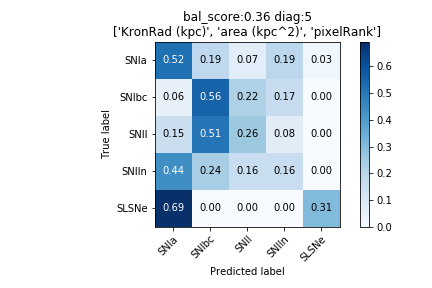 bal_score:0.36 diag:5
['KronRad (kpc)', 'area (kpc^2)', 'pixelRank']
True label
SNIa 0.52 0.19 0.07 0.19 0.03
SNIbc 0.06 0.56 0.22 0.17 0.00
SNII 0.15 0.51 0.26 0.08 0.00
SNIIn 0.44 0.24 0.16 0.16 0.00
SLSNe 0.69 0.00 0.00 0.00 0.31
SNIa SNIbc SNII SNIIn SLSNe
Predicted label
0.6
0.5
0.4
0.3
0.2
0.1
0.0